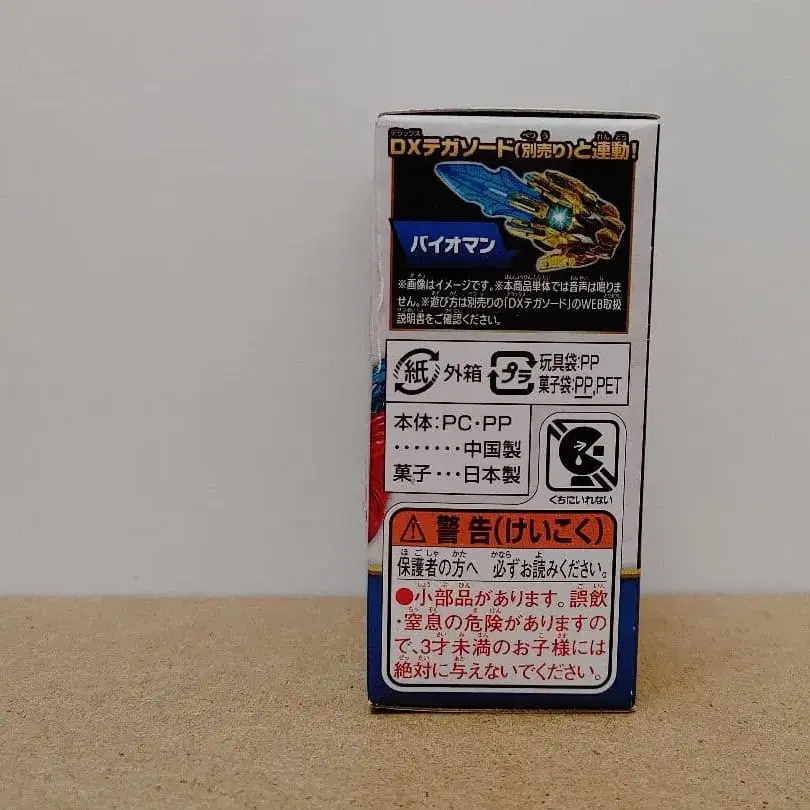 DXテガソード(別売り)と連動!
バイオマン
※画像はイメージです。※本商品単体では音声は鳴りま
せん。※遊び方は別売りの「DXテガソード」のWEB取扱
説明書をご確認ください。
紙 外箱 プラ 玩具袋:PP
菓子袋:PP,PET
本体:PC・PP
・・・・・・・中国製
菓子・・・日本製
くちにいれない
警告(けいこく)
保護者の方へ 必ずお読みください。
●小部品があります。誤飲
・窒息の危険がありますの
で、3才未満のお子様には
絶対に与えないでください。